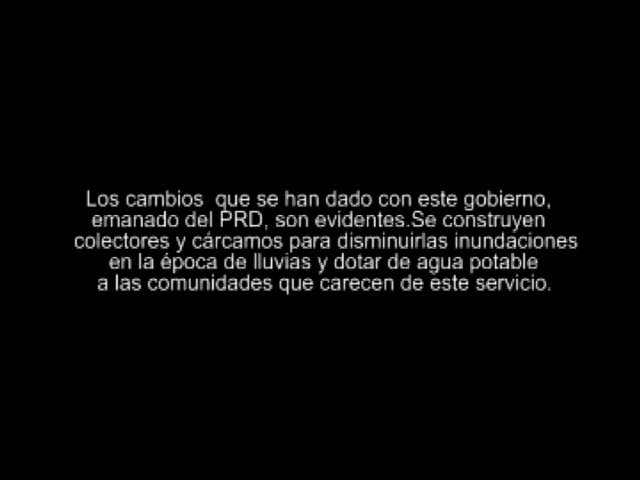 Los cambios  que se han dado con este gobierno,
emanado del PRD, son evidentes.Se construyen
colectores y cárcamos para disminuirlas inundaciones
en la época de lluvias y dotar de agua potable
a las comunidades que carecen de este servicio.